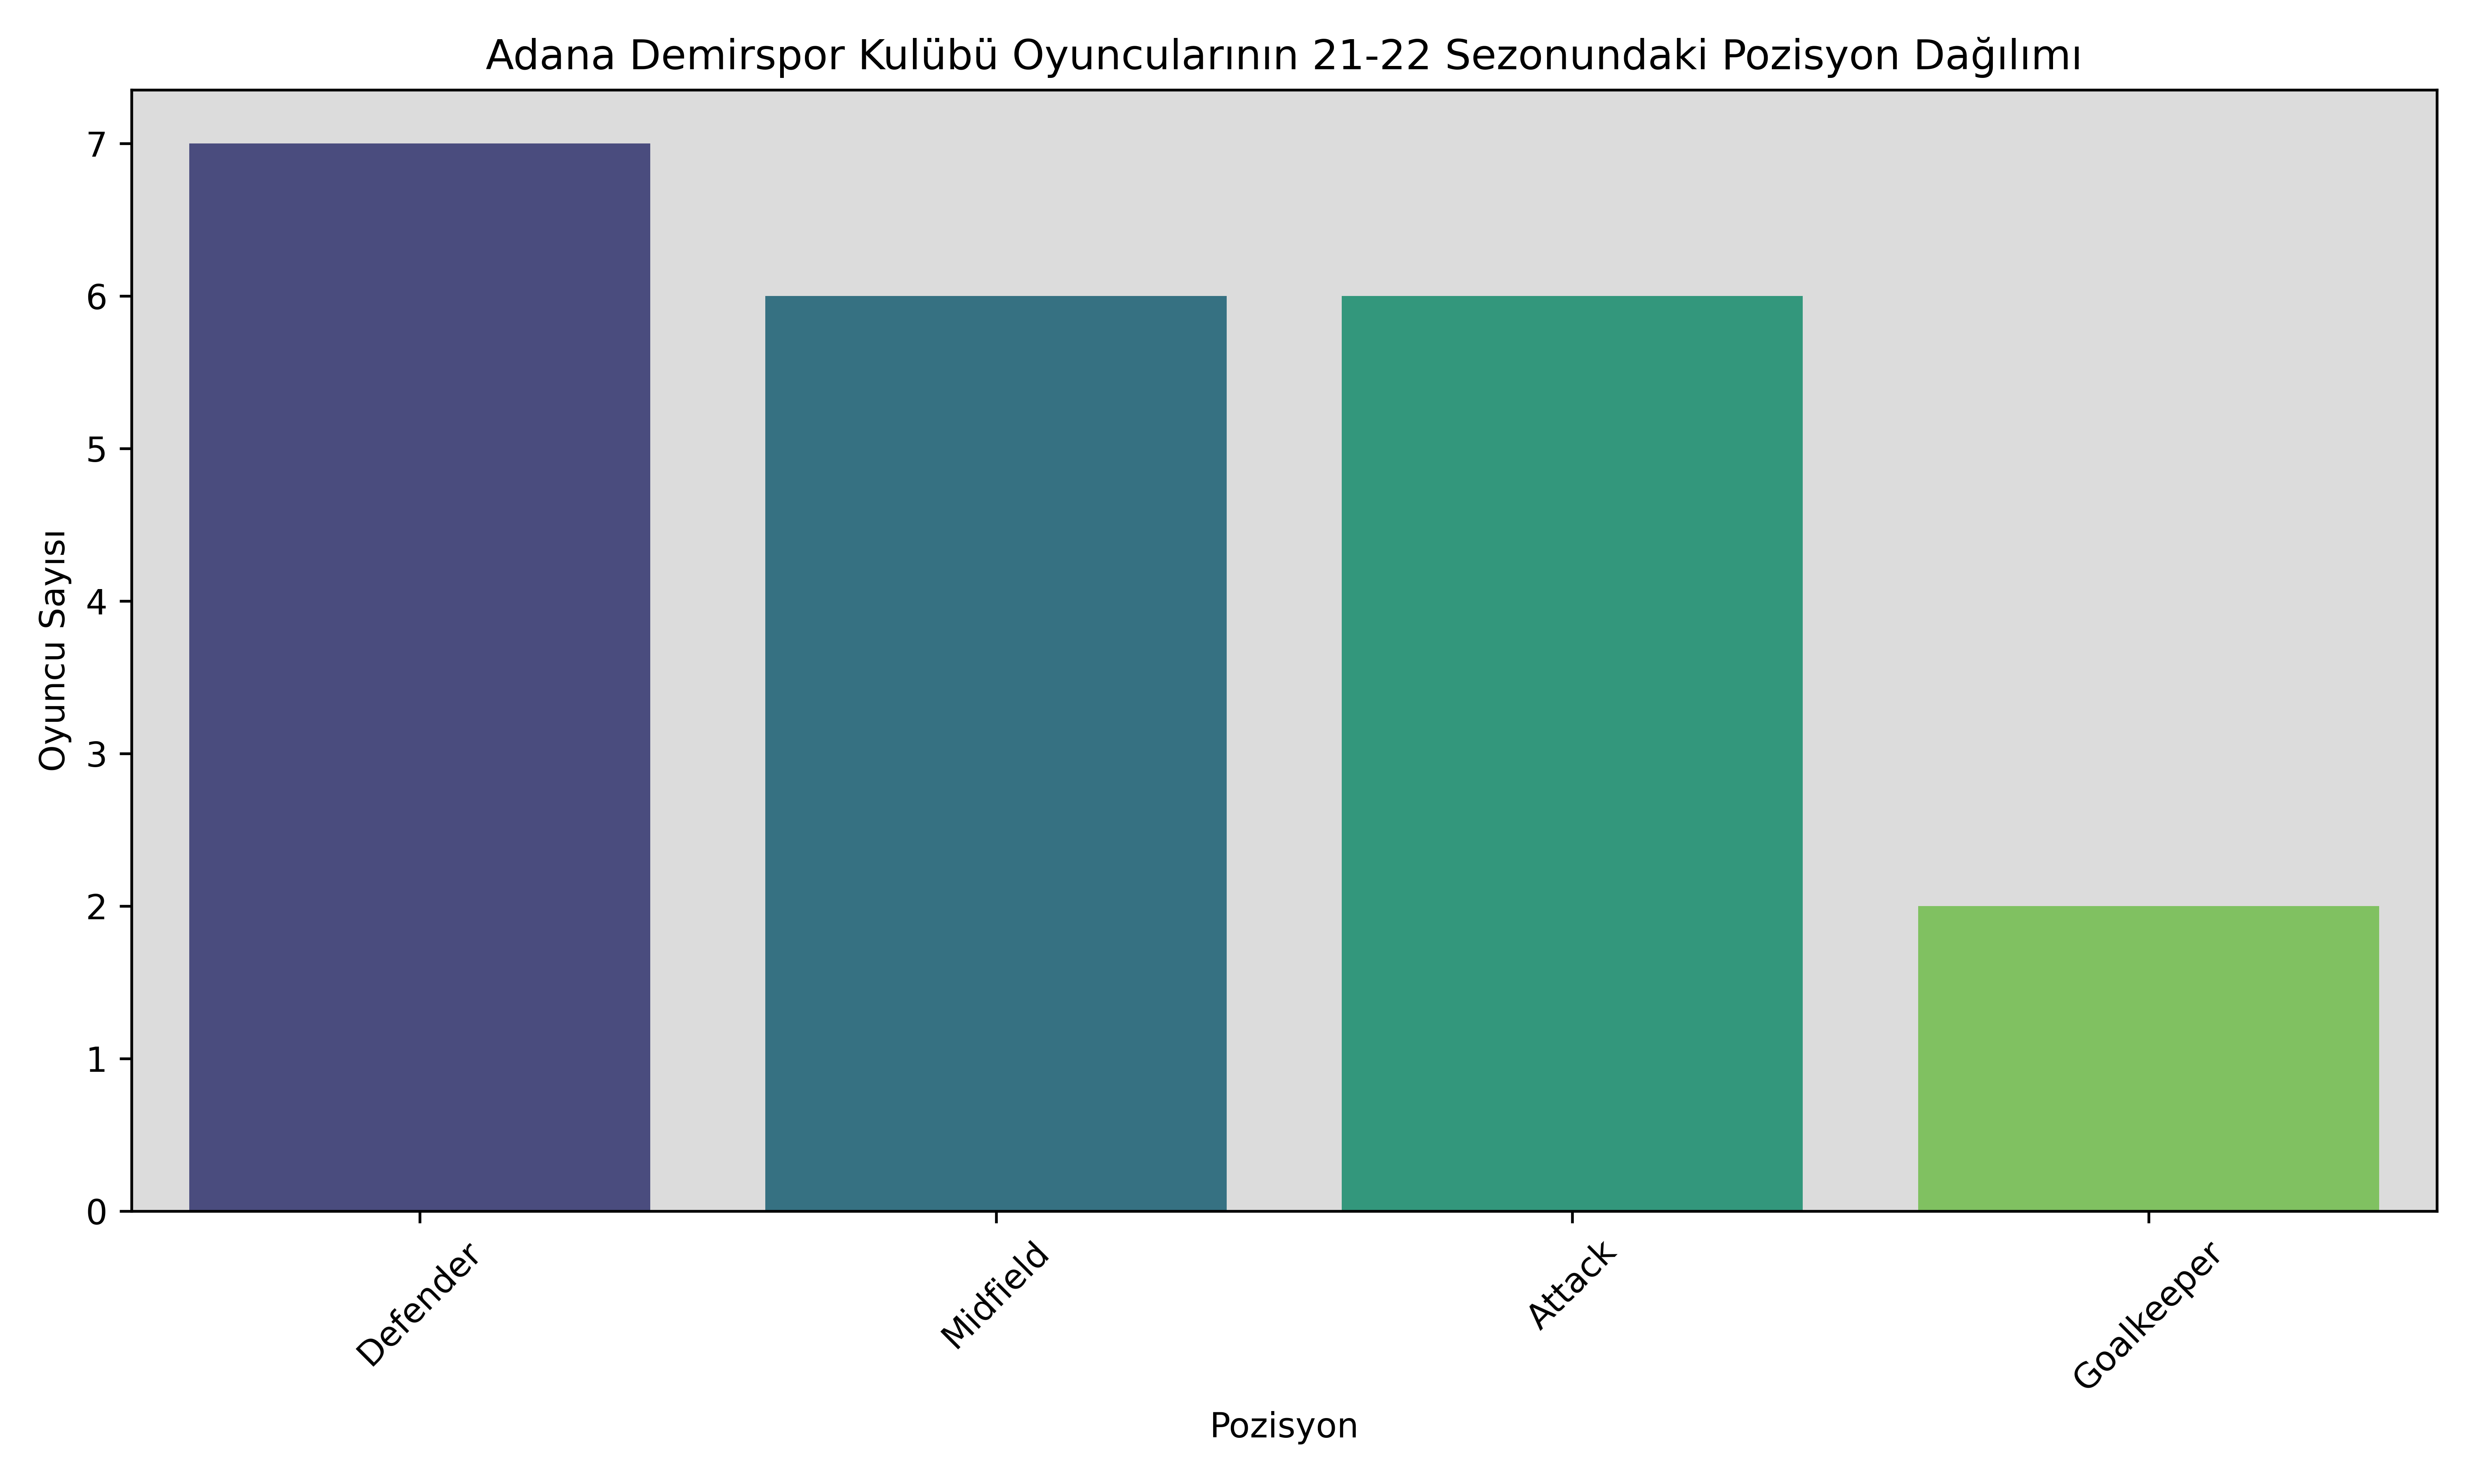 Adana Demirspor Kulübü Oyuncularının 21-22 Sezonundaki Pozisyon Dağılımı
Oyuncu Sayısı
7
6
5
4
3
2
1
0
Defender
Midfield
Attack
Goalkeeper
Pozisyon